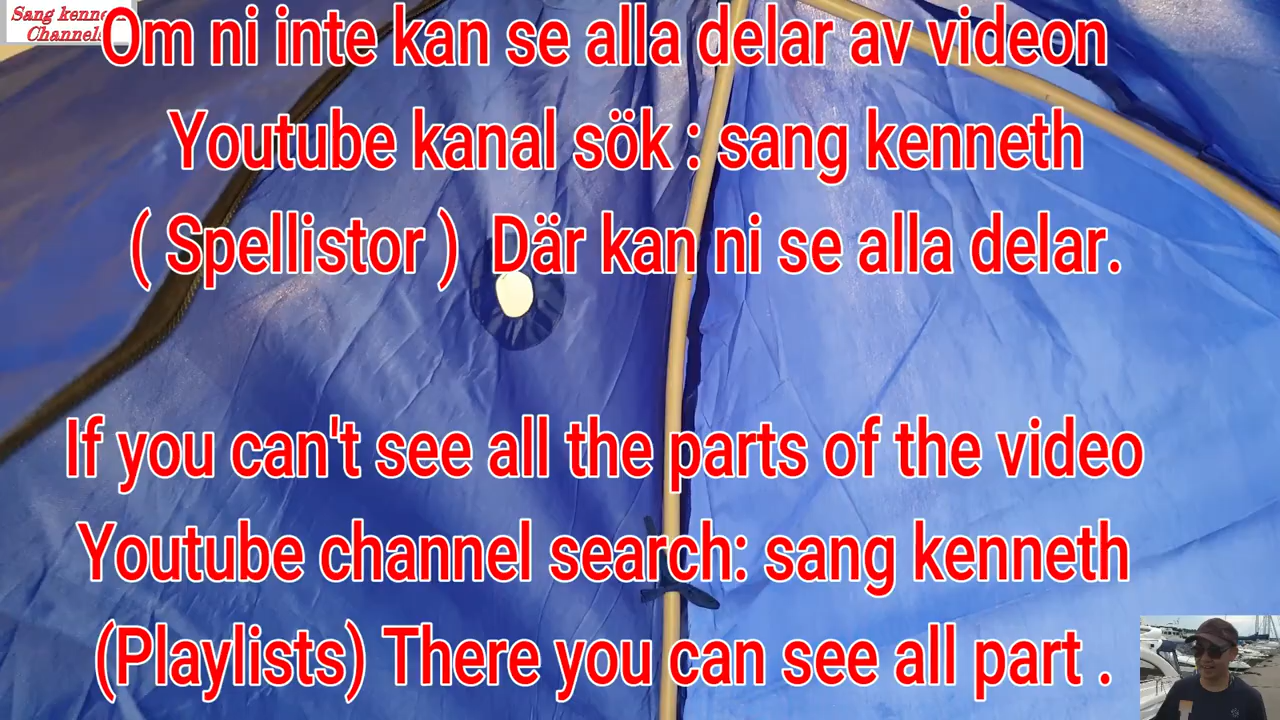 Sang kenne
Channels
Om ni inte kan se alla delar av videon
Youtube kanal sök : sang kenneth
( Spellistor ) Där kan ni se alla delar.
If you can't see all the parts of the video
Youtube channel search: sang kenneth
(Playlists) There you can see all part .